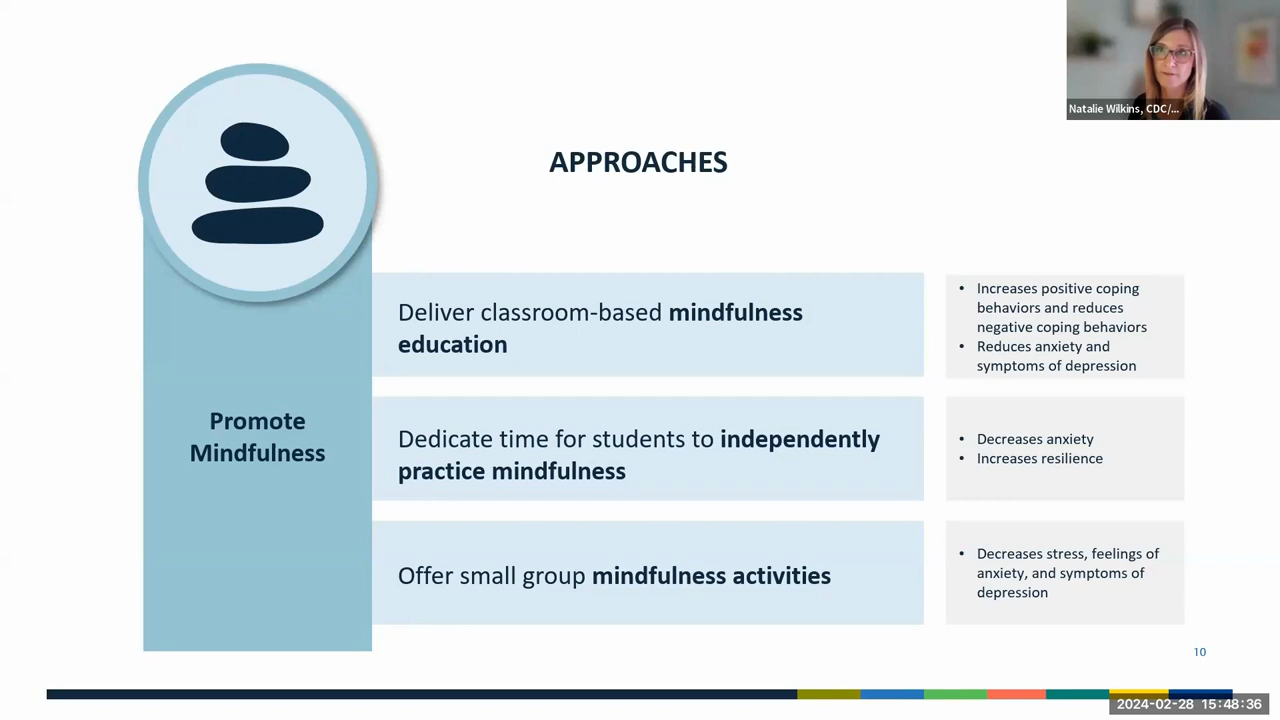 Natalie Wilkins, CDC/...
APPROACHES
Promote
Mindfulness
Deliver classroom-based mindfulness
education
• Increases positive coping
behaviors and reduces
negative coping behaviors
• Reduces anxiety and
symptoms of depression
Dedicate time for students to independently
practice mindfulness
• Decreases anxiety
• Increases resilience
Offer small group mindfulness activities
• Decreases stress, feelings of
anxiety, and symptoms of
depression
10
2024-02-28 15:48:36